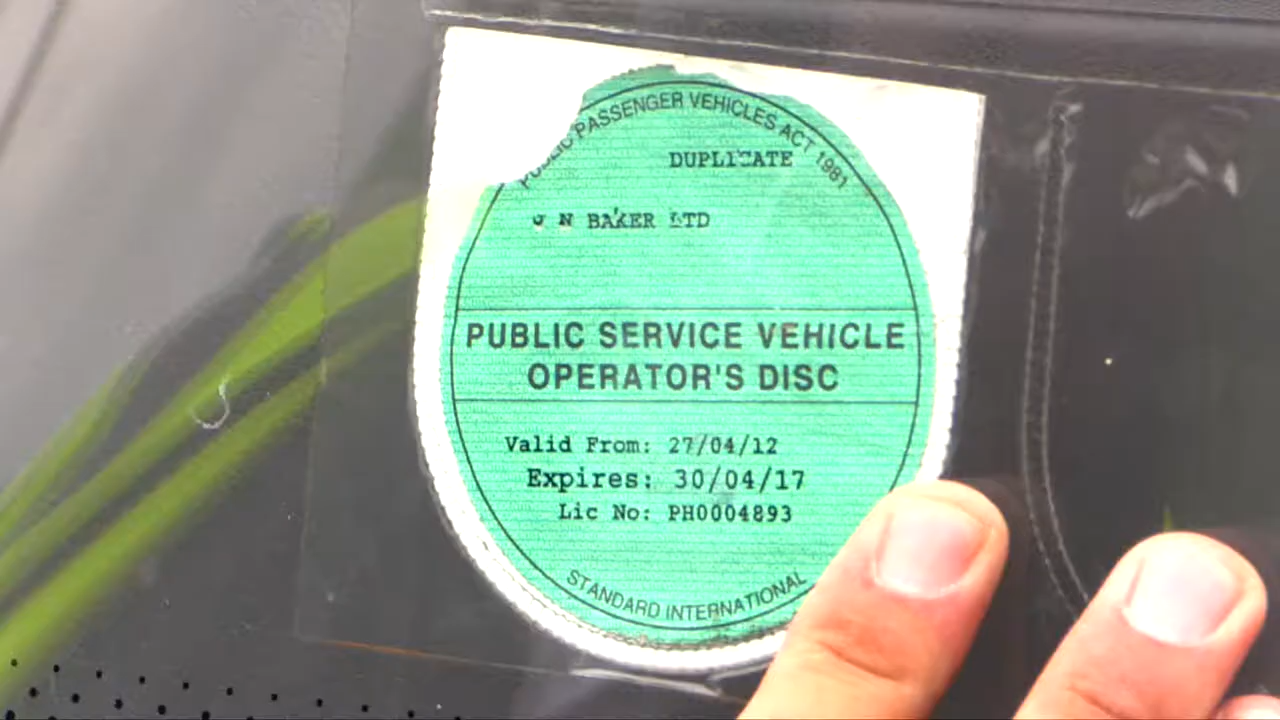 PUBLIC PASSENGER VEHICLES ACT 1981
DUPLICATE
J N BAKER LTD
PUBLIC SERVICE VEHICLE
OPERATOR'S DISC
Valid From: 27/04/12
Expires: 30/04/17
Lic No: PH0004893
STANDARD INTERNATIONAL